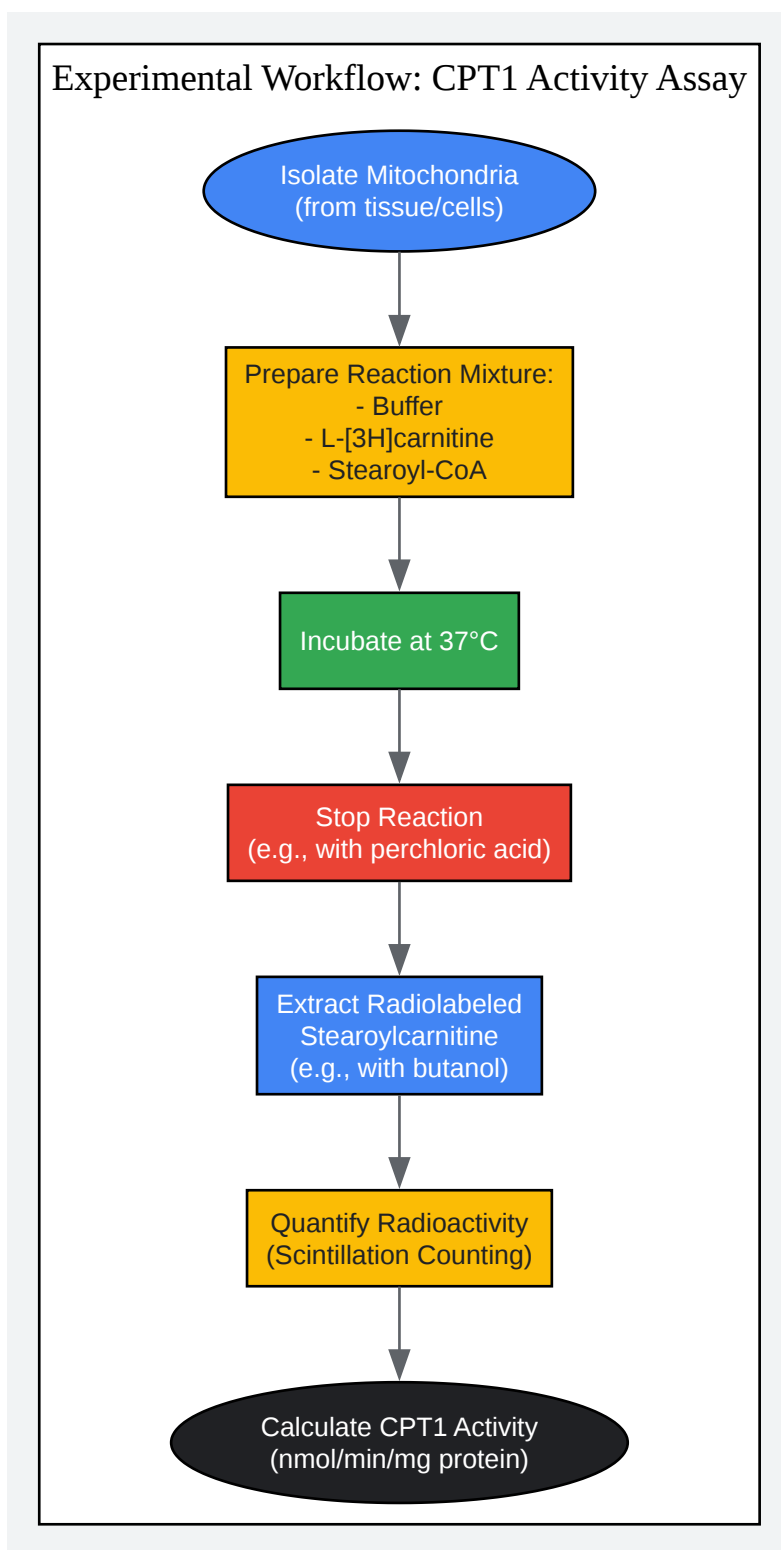 Experimental Workflow: CPT1 Activity Assay
Isolate Mitochondria
(from tissue/cells)
Prepare Reaction Mixture:
- Buffer
- L-[3H]carnitine
- Stearoyl-CoA
Incubate at 37°C
Stop Reaction
(e.g., with perchloric acid)
Extract Radiolabeled
Stearoylcarnitine
(e.g., with butanol)
Quantify Radioactivity
(Scintillation Counting)
Calculate CPT1 Activity
(nmol/min/mg protein)